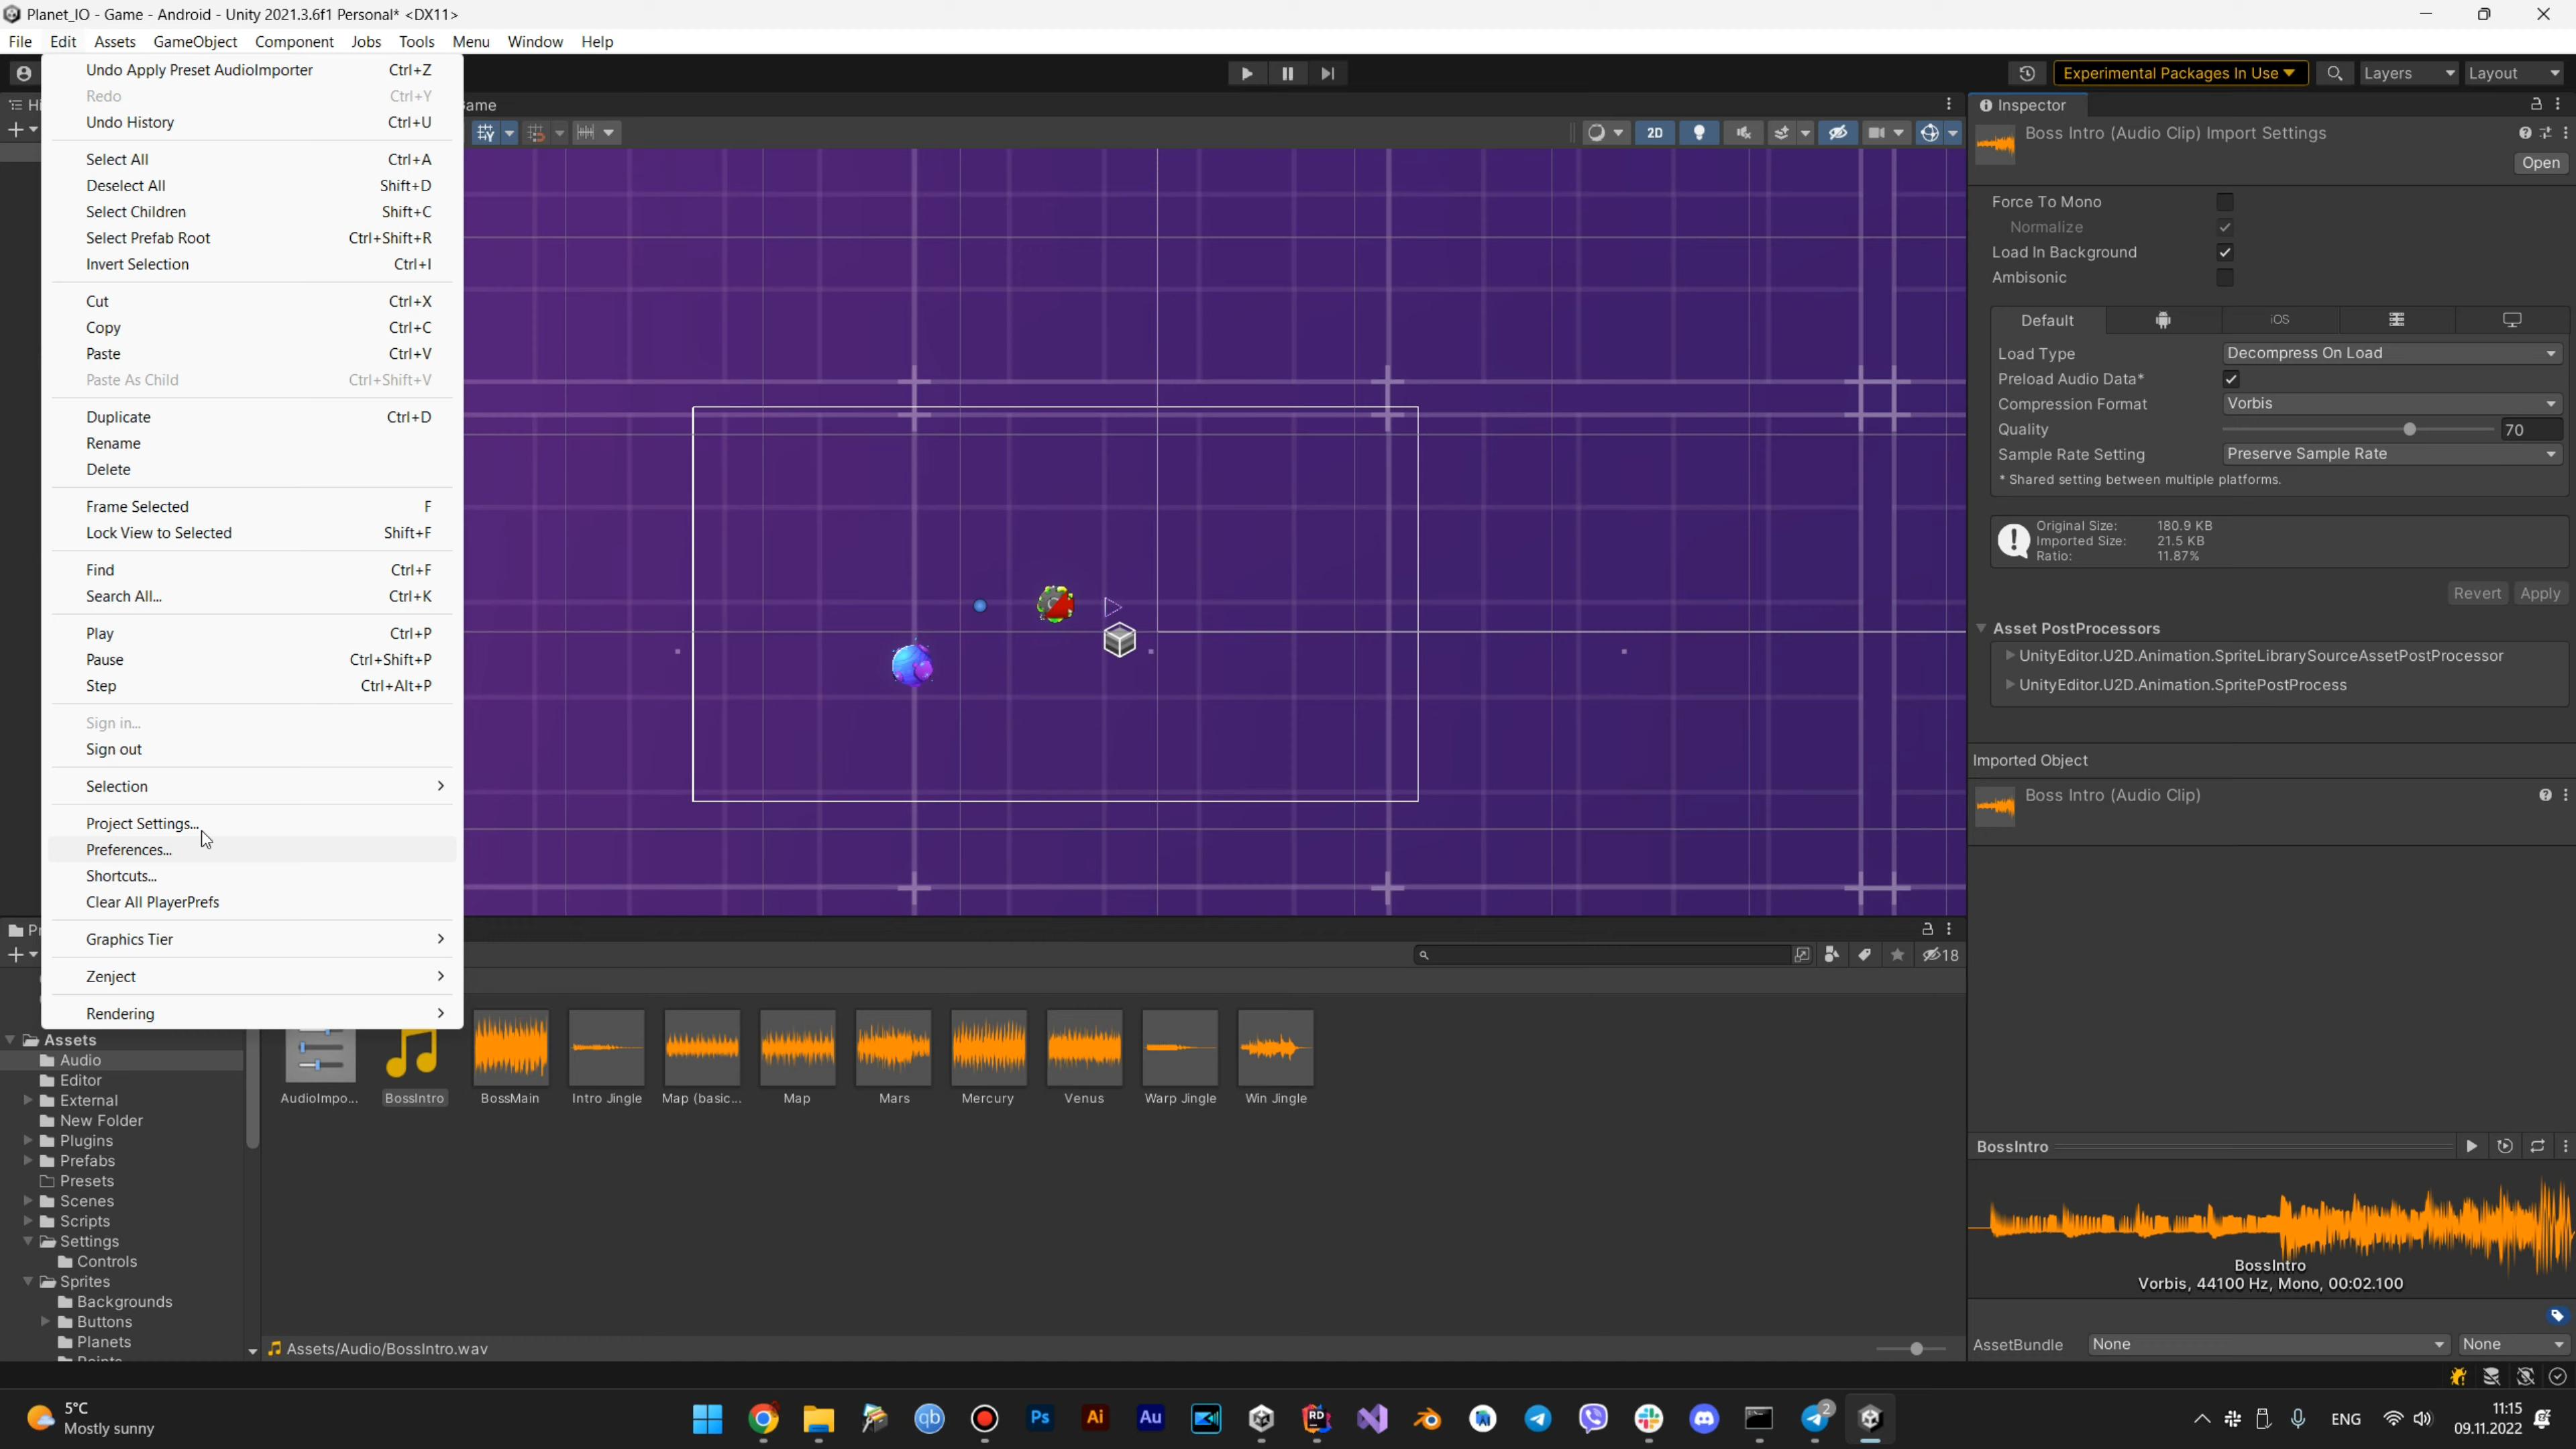 Planet_IO - Game - Android - Unity 2021.3.6f1 Personal* <DX11>
File Edit Assets GameObject Component Jobs Tools Menu Window Help
Undo Apply Preset AudioImporter Ctrl+Z
Redo Ctrl+Y
Undo History Ctrl+U
Select All Ctrl+A
Deselect All Shift+D
Select Children Shift+C
Select Prefab Root Ctrl+Shift+R
Invert Selection Ctrl+I
Cut Ctrl+X
Copy Ctrl+C
Paste Ctrl+V
Paste As Child Ctrl+Shift+V
Duplicate Ctrl+D
Rename
Delete
Frame Selected F
Lock View to Selected Shift+F
Find Ctrl+F
Search All... Ctrl+K
Play Ctrl+P
Pause Ctrl+Shift+P
Step Ctrl+Alt+P
Sign in...
Sign out
Selection
Project Settings...
Preferences...
Shortcuts...
Clear All PlayerPrefs
Graphics Tier
Zenject
Rendering
Experimental Packages In Use Layers Layout
ame
2D
Inspector
Boss Intro (Audio Clip) Import Settings
Open
Force To Mono
Normalize
Load In Background
Ambisonic
Default iOS
Load Type Decompress On Load
Preload Audio Data*
Compression Format Vorbis
Quality 70
Sample Rate Setting Preserve Sample Rate
* Shared setting between multiple platforms.
Original Size: 180.9 KB
Imported Size: 21.5 KB
Ratio: 11.87%
Revert Apply
Asset PostProcessors
UnityEditor.U2D.Animation.SpriteLibrarySourceAssetPostProcessor
UnityEditor.U2D.Animation.SpritePostProcess
Imported Object
Boss Intro (Audio Clip)
18
Assets
Audio
Editor
External
New Folder
Plugins
Prefabs
Presets
Scenes
Scripts
Settings
Controls
Sprites
Backgrounds
Buttons
Planets
AudioImpo... BossIntro BossMain Intro Jingle Map (basic... Map Mars Mercury Venus Warp Jingle Win Jingle
Assets/Audio/BossIntro.wav
BossIntro
BossIntro
Vorbis, 44100 Hz, Mono, 00:02.100
AssetBundle None None
5°C
Mostly sunny
qb Ps Ai Au RD 2
ENG
11:15
09.11.2022